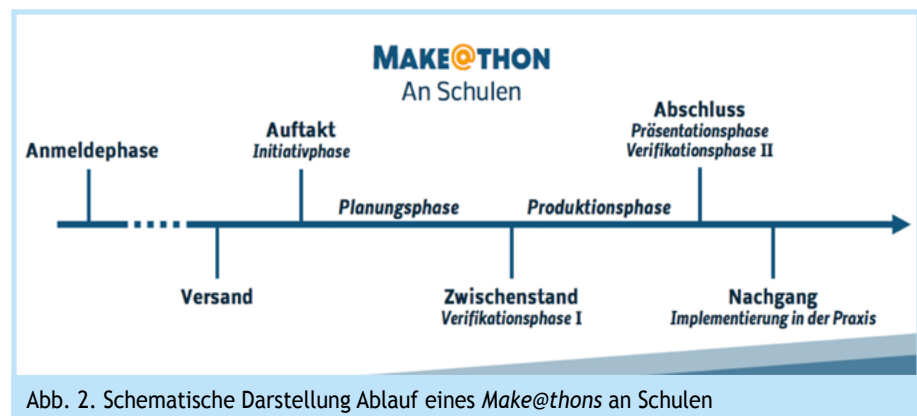 MAKE@THON
An Schulen
Anmeldephase
Auftakt
Initiativphase
Abschluss
Präsentationsphase
Verifikationsphase II
Planungsphase
Produktionsphase
Versand
Zwischenstand
Verifikationsphase I
Nachgang
Implementierung in der Praxis
Abb. 2. Schematische Darstellung Ablauf eines Make@thons an Schulen